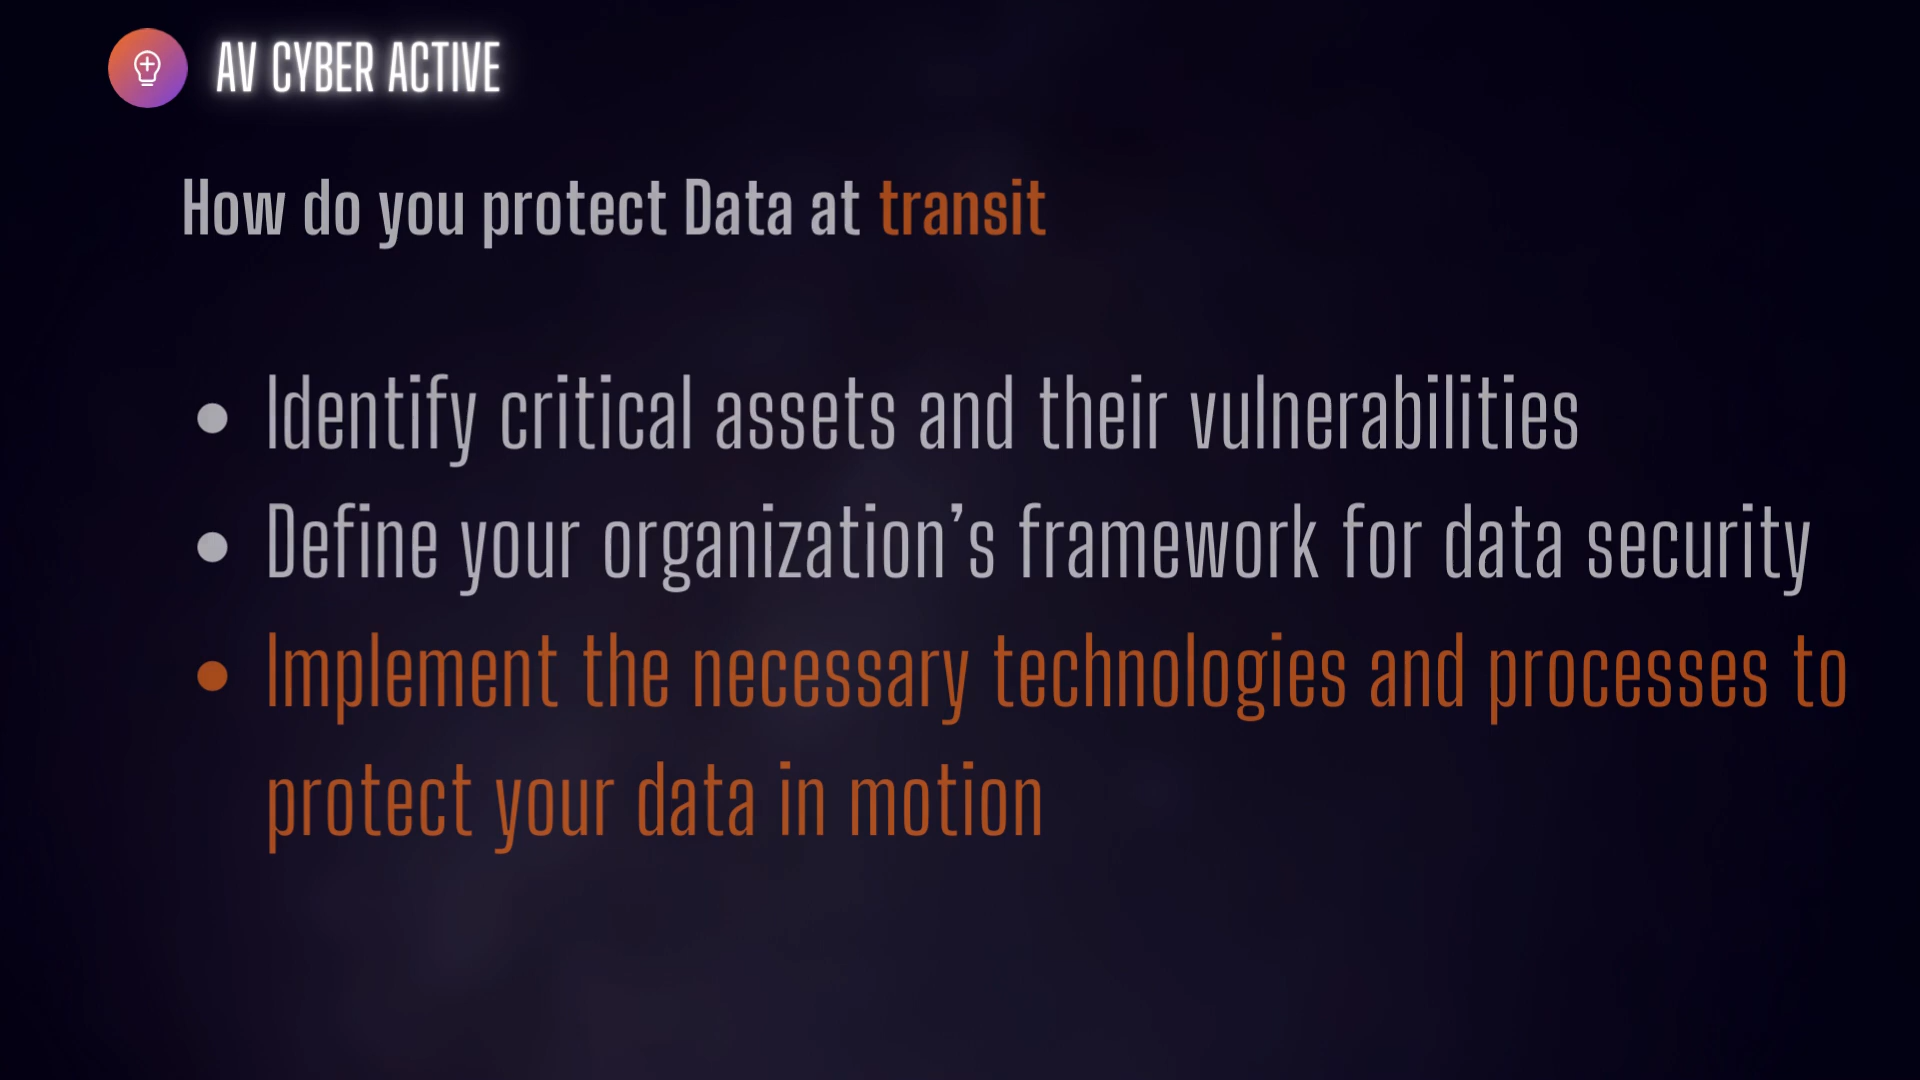 AV CYBER ACTIVE
How do you protect Data at transit
• Identify critical assets and their vulnerabilities
• Define your organization’s framework for data security
• Implement the necessary technologies and processes to
protect your data in motion